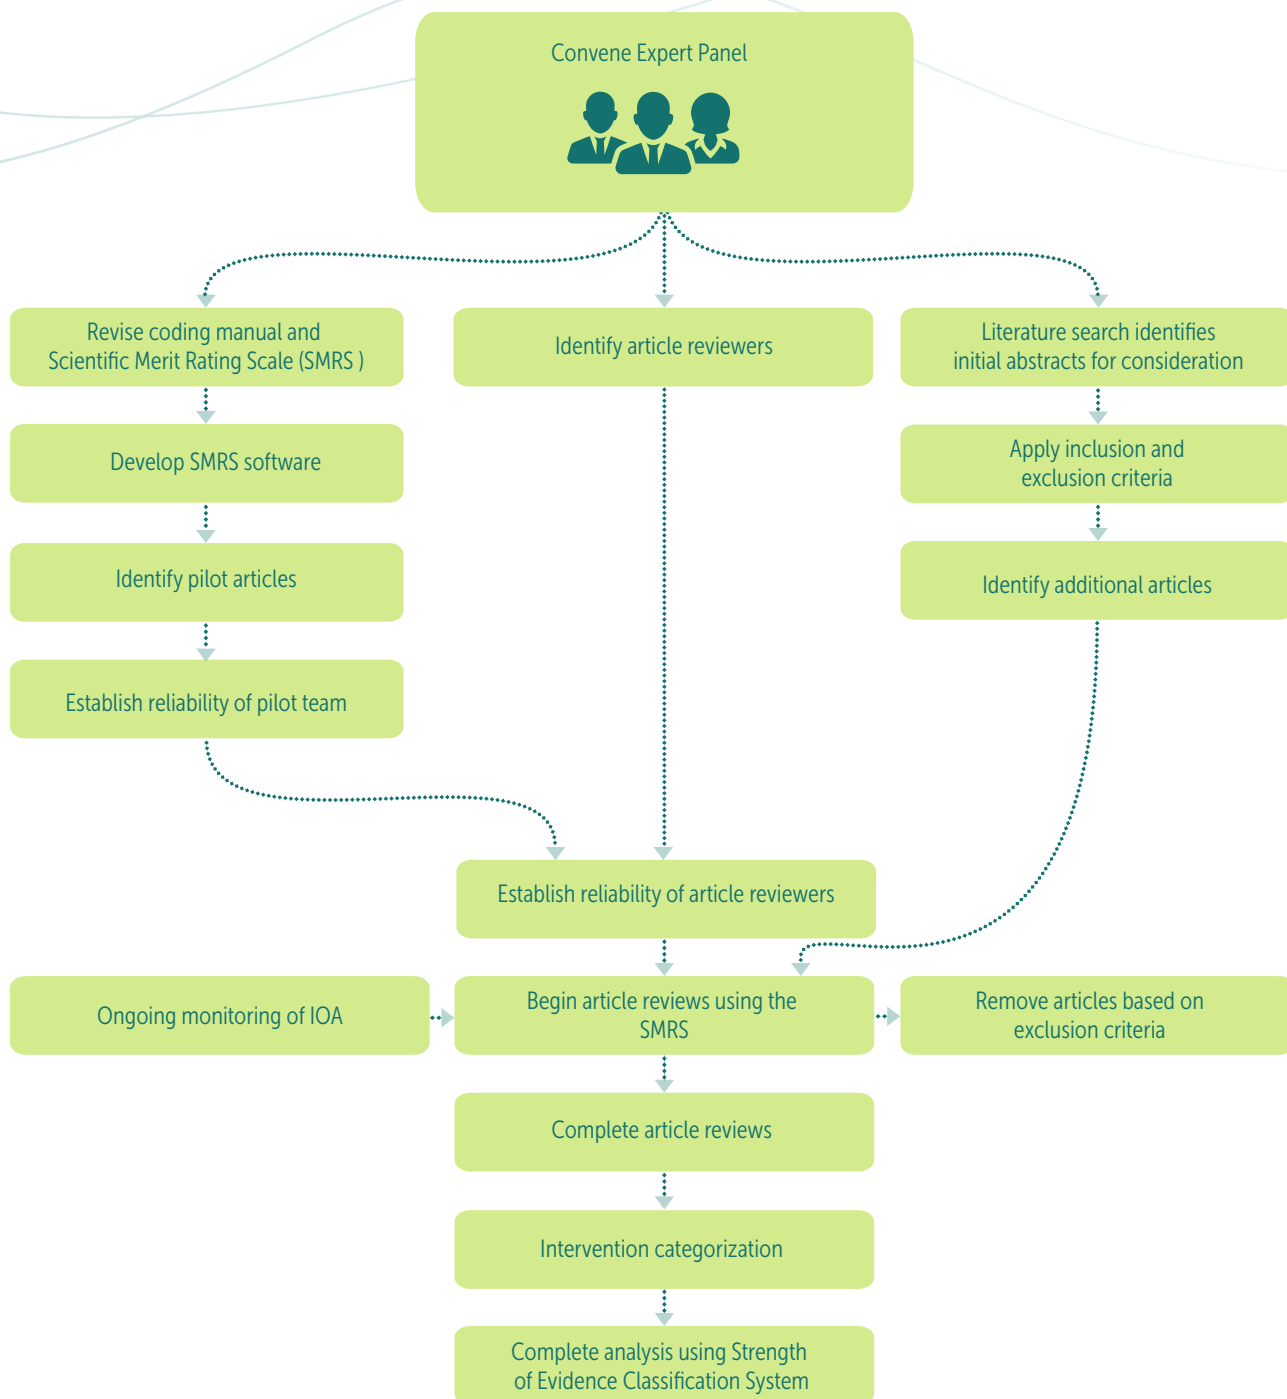 Convene Expert Panel
Revise coding manual and
Scientific Merit Rating Scale (SMRS )
Identify article reviewers
Literature search identifies
initial abstracts for consideration
Develop SMRS software
Apply inclusion and
exclusion criteria
Identify pilot articles
Identify additional articles
Establish reliability of pilot team
Establish reliability of article reviewers
Ongoing monitoring of IOA
Begin article reviews using the
SMRS
Remove articles based on
exclusion criteria
Complete article reviews
Intervention categorization
Complete analysis using Strength
of Evidence Classification System